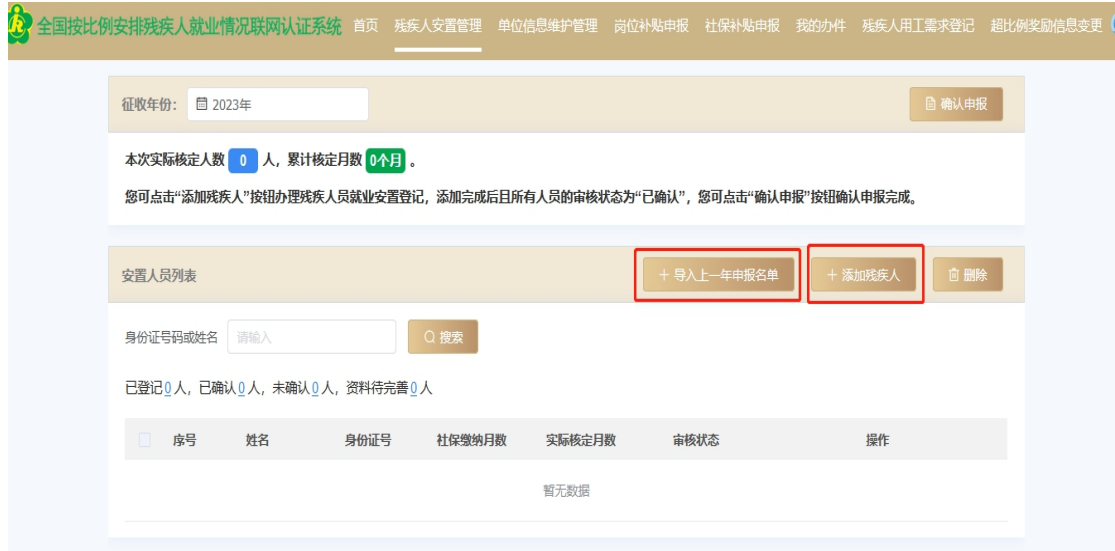 全国按比例安排残疾人就业情况联网认证系统 首页 残疾人安置管理 单位信息维护管理 岗位补贴申报 社保补贴申报 我的办件 残疾人用工需求登记 超比例奖励信息变更
征收年份： 2023年 确认申报
本次实际核定人数 0 人，累计核定月数 0个月 。
您可点击“添加残疾人”按钮办理残疾人员就业安置登记，添加完成后且所有人员的审核状态为“已确认”，您可点击“确认申报”按钮确认申报完成。
安置人员列表 + 导入上一年申报名单 + 添加残疾人 删除
身份证号码或姓名 请输入 搜索
已登记0人，已确认0人，未确认0人，资料待完善0人
序号 姓名 身份证号 社保缴纳月数 实际核定月数 审核状态 操作
暂无数据